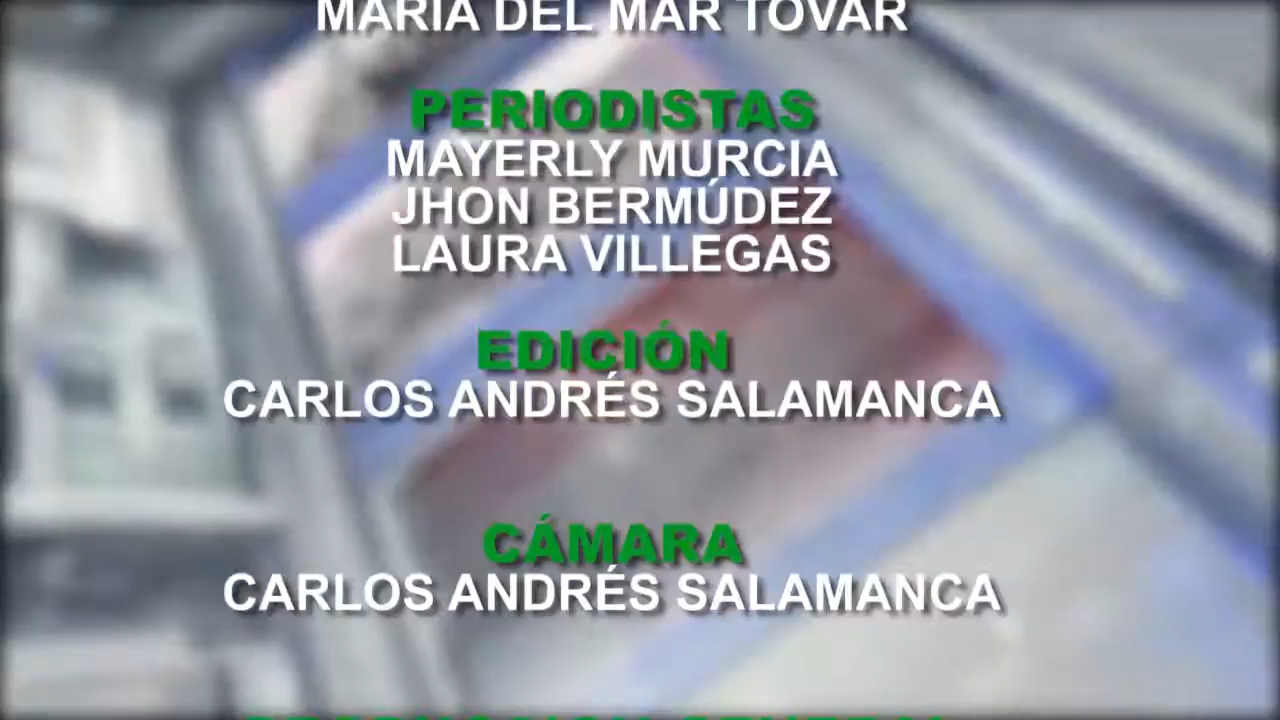 MARÍA DEL MAR TOVAR
PERIODISTAS
MAYERLY MURCIA
JHON BERMÚDEZ
LAURA VILLEGAS
EDICIÓN
CARLOS ANDRÉS SALAMANCA
CÁMARA
CARLOS ANDRÉS SALAMANCA